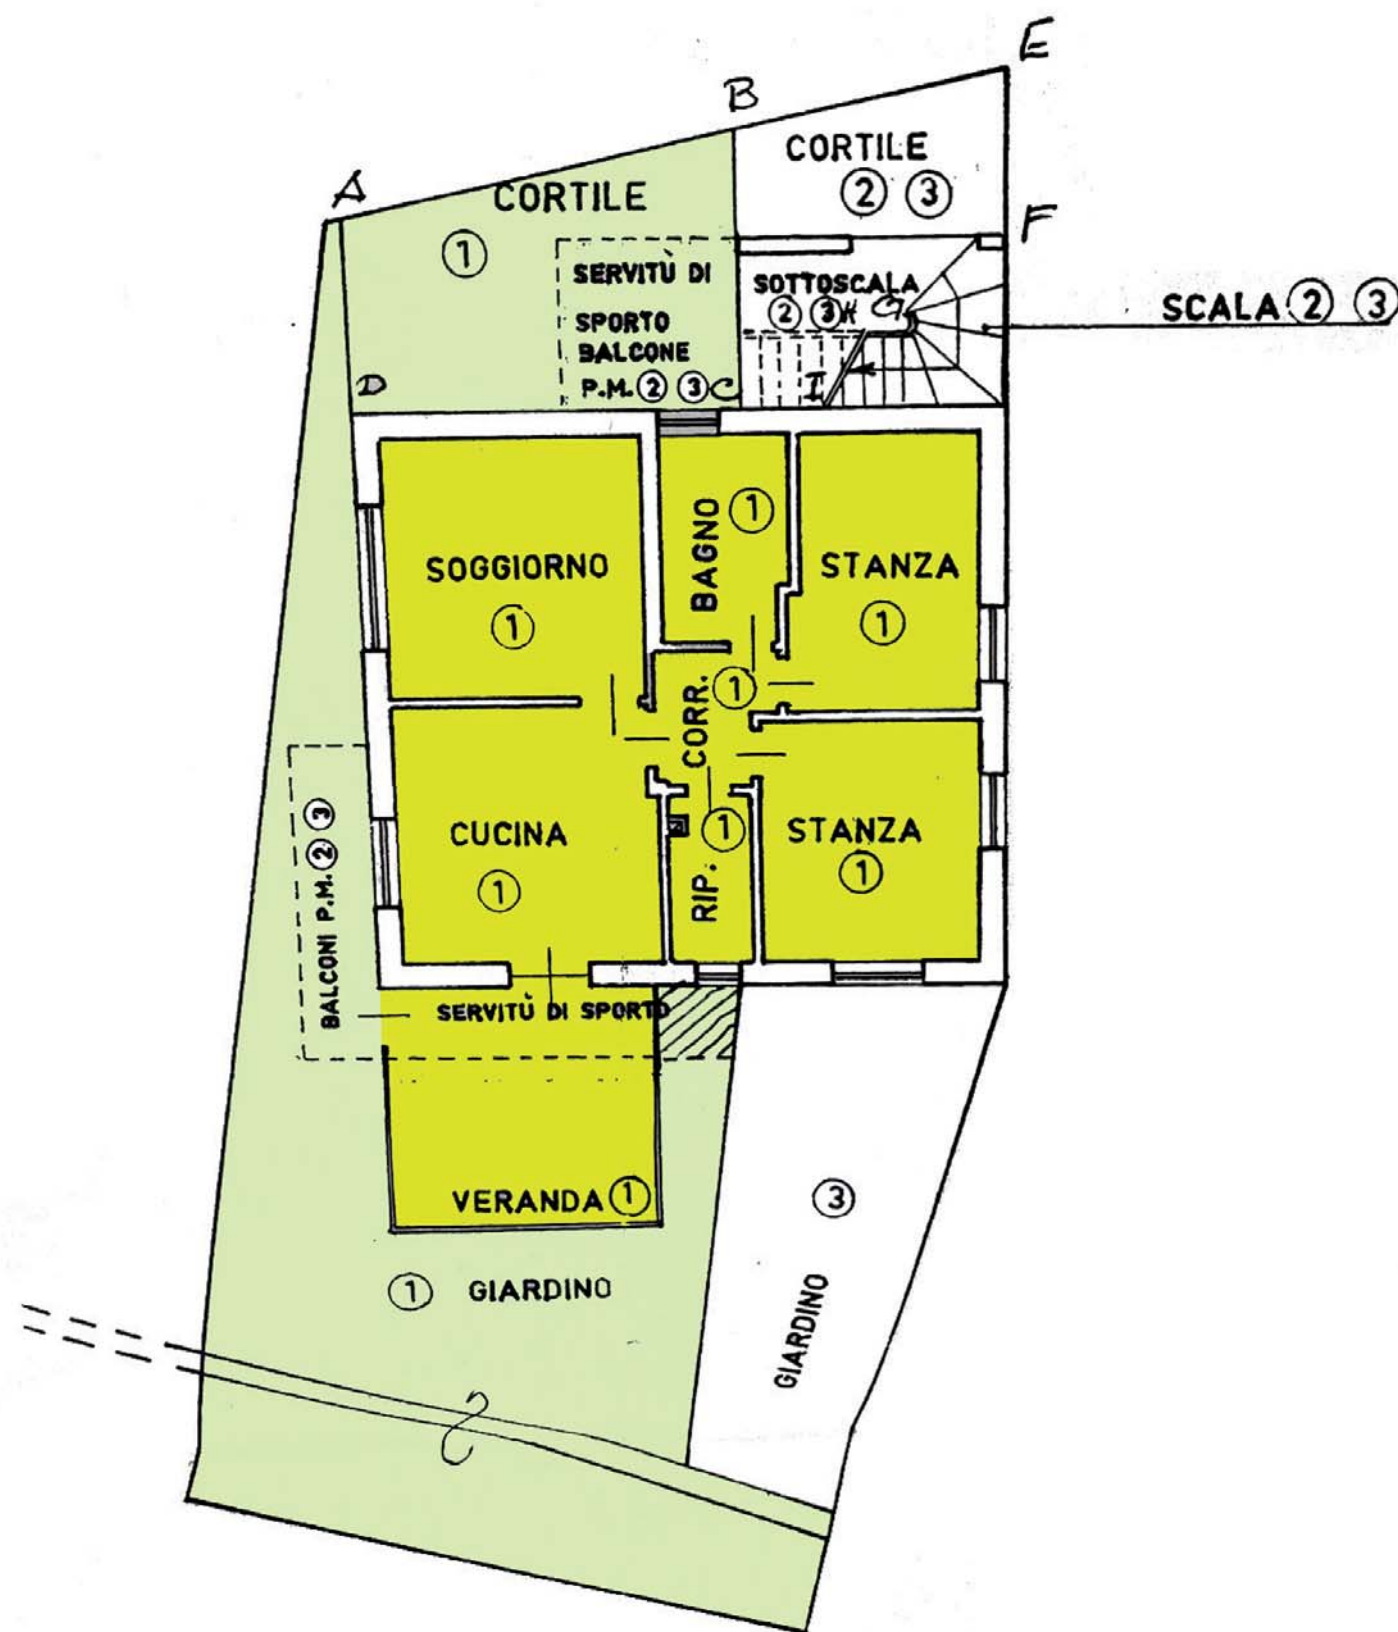 E
B
CORTILE
② ③
A
CORTILE
①
F
SERVITÙ DI
SPORTO
BALCONE
P.M. ② ③
SOTTOSCALA
② ③
H G
SCALA ② ③
D
C
I
SOGGIORNO
①
BAGNO ①
STANZA
①
CORR. ①
CUCINA
①
RIP. ①
STANZA
①
BALCONI P.M. ② ③
SERVITÙ DI SPORTO
VERANDA ①
① GIARDINO
③
GIARDINO